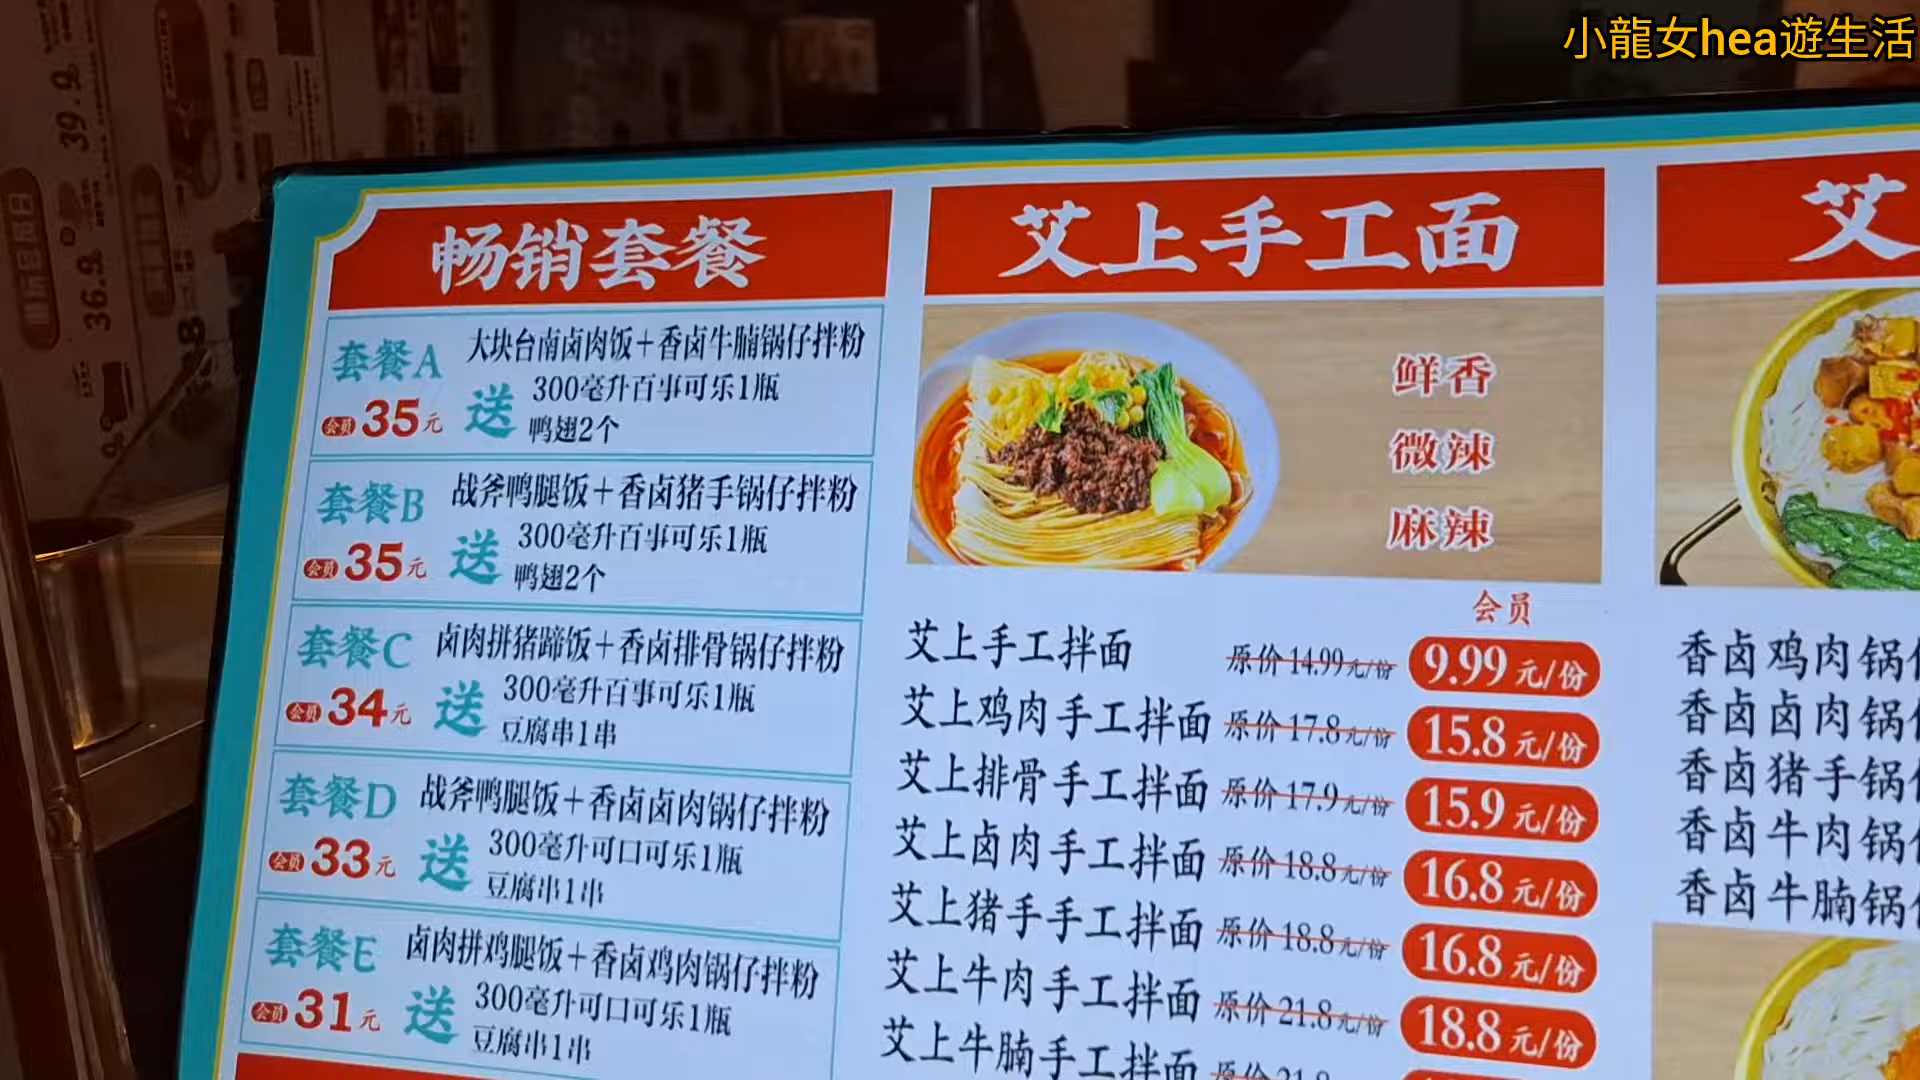 小龍女hea遊生活
39.9
36.9
畅销套餐
套餐A
大块台南卤肉饭+香卤牛腩锅仔拌粉
会员35元
送
300毫升百事可乐1瓶
鸭翅2个
套餐B
战斧鸭腿饭+香卤猪手锅仔拌粉
会员35元
送
300毫升百事可乐1瓶
鸭翅2个
套餐C
卤肉拼猪蹄饭+香卤排骨锅仔拌粉
会员34元
送
300毫升百事可乐1瓶
豆腐串1串
套餐D
战斧鸭腿饭+香卤卤肉锅仔拌粉
会员33元
送
300毫升可口可乐1瓶
豆腐串1串
套餐E
卤肉拼鸡腿饭+香卤鸡肉锅仔拌粉
会员31元
送
300毫升可口可乐1瓶
豆腐串1串
艾上手工面
鲜香
微辣
麻辣
会员
艾上手工拌面 原价14.99元/份 9.99元/份
艾上鸡肉手工拌面 原价17.8元/份 15.8元/份
艾上排骨手工拌面 原价17.9元/份 15.9元/份
艾上卤肉手工拌面 原价18.8元/份 16.8元/份
艾上猪手手工拌面 原价18.8元/份 16.8元/份
艾上牛肉手工拌面 原价21.8元/份 18.8元/份
艾上牛腩手工拌面 原价21.8
艾
香卤鸡肉锅
香卤卤肉锅
香卤猪手锅
香卤牛肉锅
香卤牛腩锅